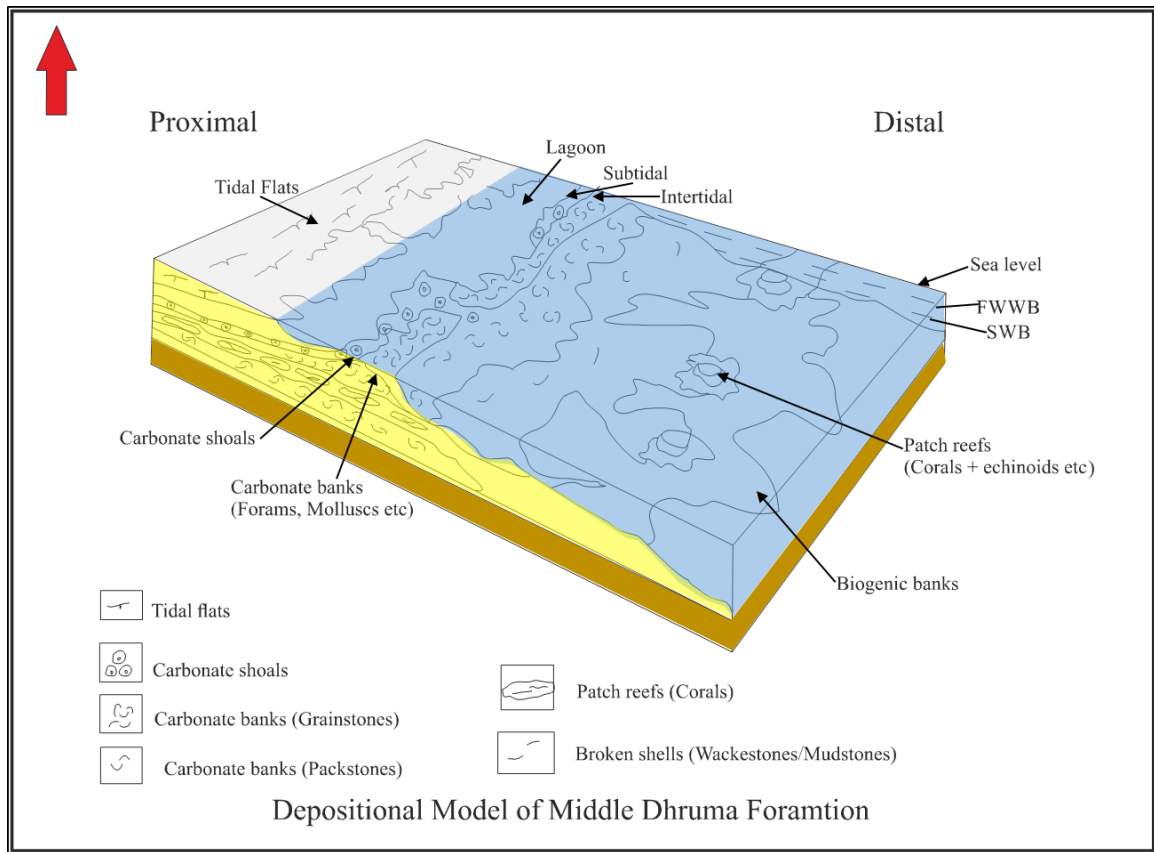 Proximal
Distal
Lagoon
Subtidal
Intertidal
Tidal Flats
Sea level
FWWB
SWB
Carbonate shoals
Carbonate banks
(Forams, Molluscs etc)
Patch reefs
(Corals + echinoids etc)
Biogenic banks
Tidal flats
Carbonate shoals
Carbonate banks (Grainstones)
Carbonate banks (Packstones)
Patch reefs (Corals)
Broken shells (Wackestones/Mudstones)
Depositional Model of Middle Dhruma Foramtion